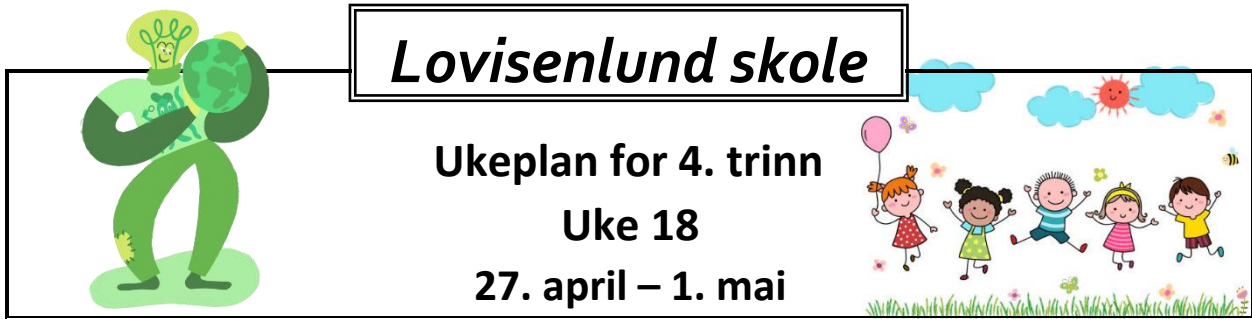 Lovisenlund skole
Ukeplan for 4. trinn
Uke 18
27. april – 1. mai